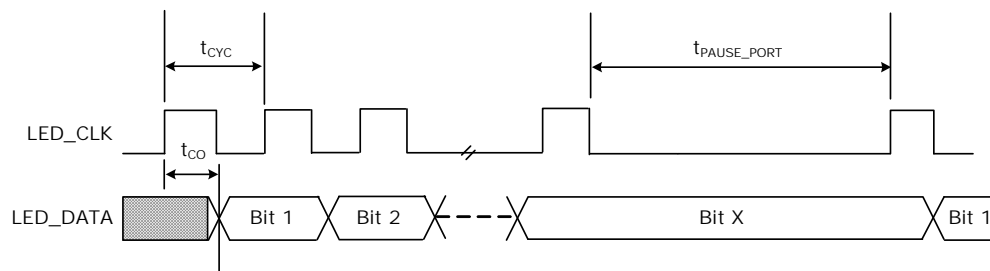 tCYC
tPAUSE_PORT
LED_CLK
tCO
LED_DATA
Bit 1
Bit 2
Bit X
Bit 1